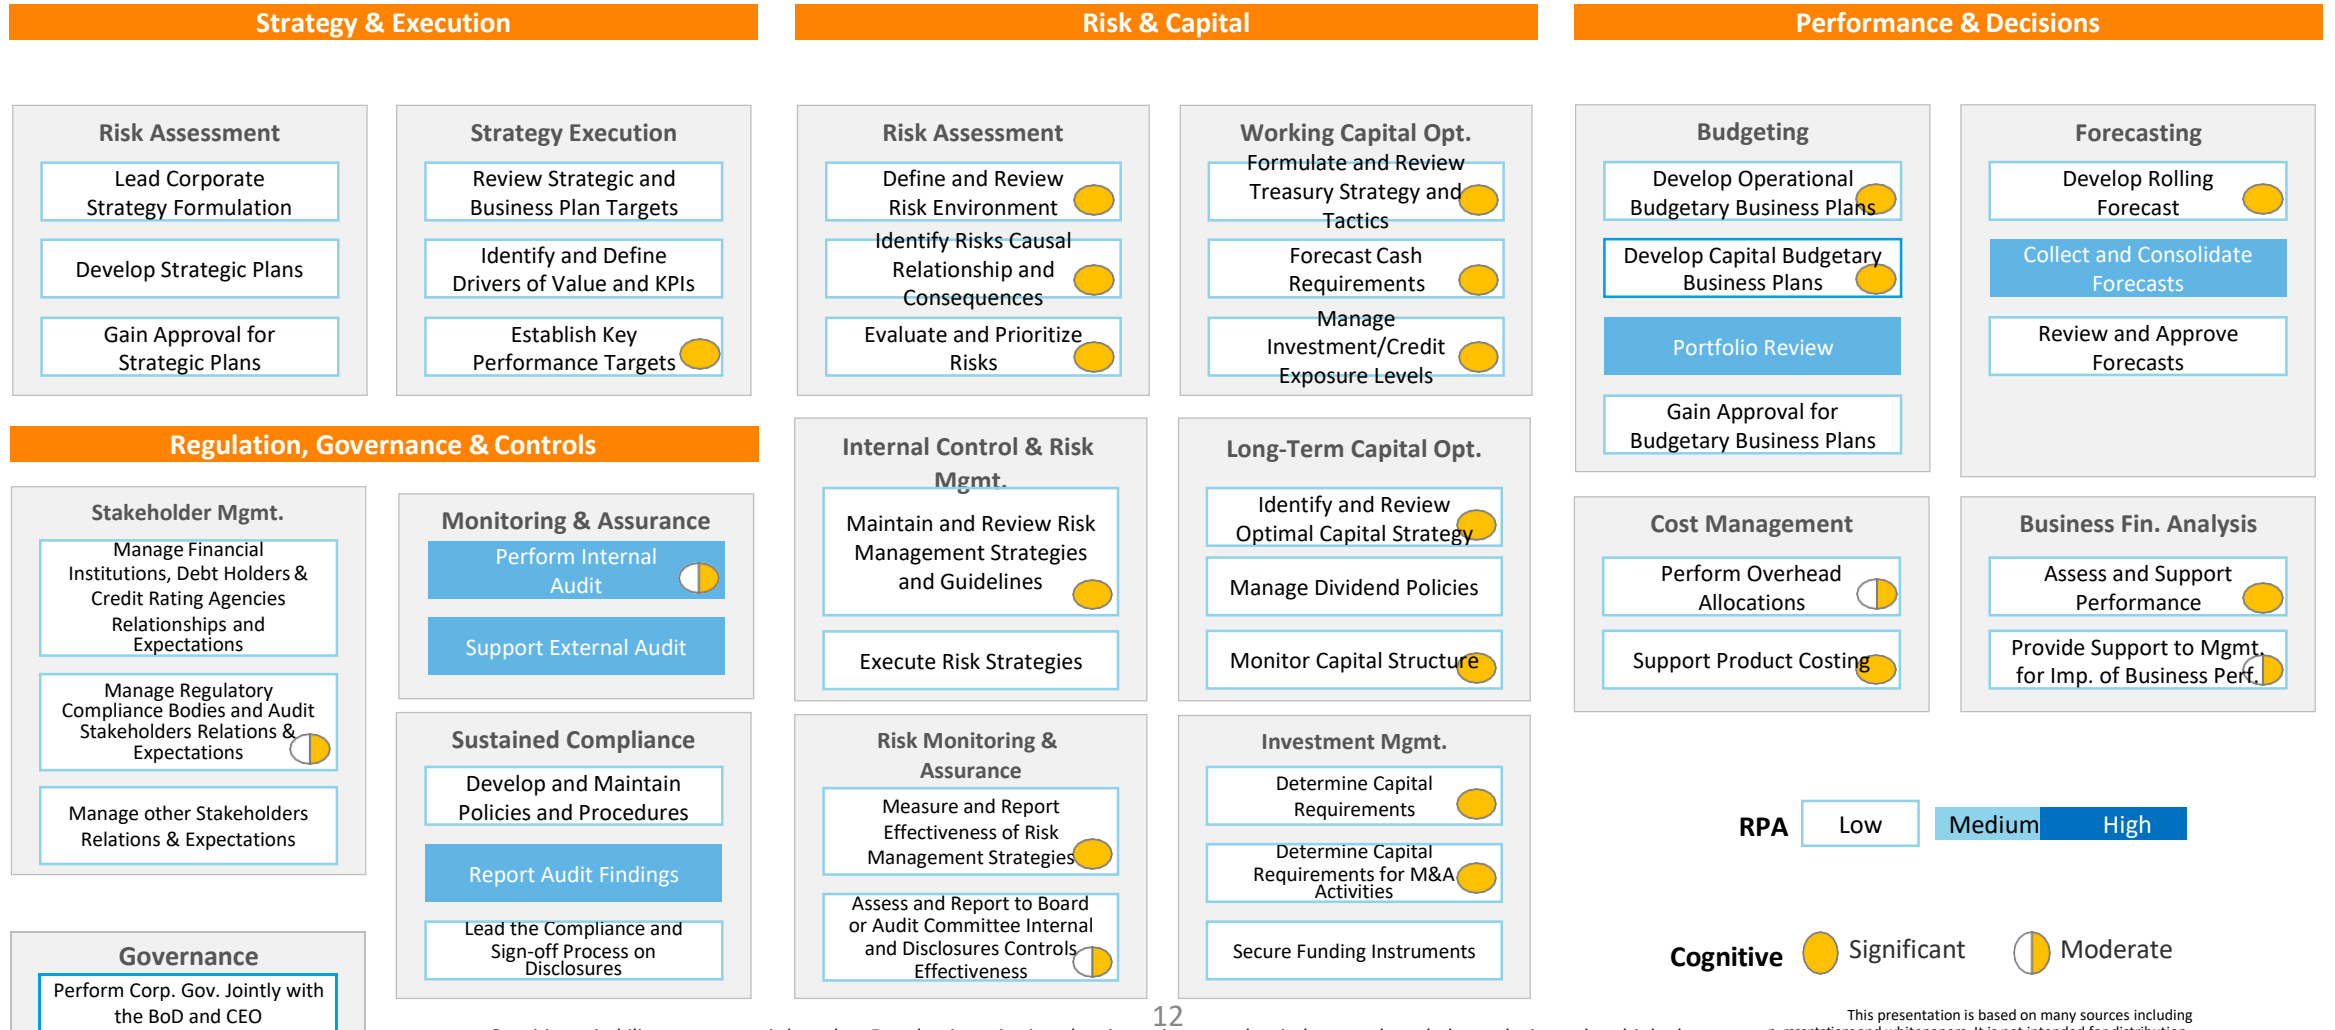 Strategy & Execution
Risk Assessment
Lead Corporate
Strategy Formulation
Develop Strategic Plans
Gain Approval for
Strategic Plans
Strategy Execution
Review Strategic and
Business Plan Targets
Identify and Define
Drivers of Value and KPIs
Establish Key
Performance Targets
Regulation, Governance & Controls
Stakeholder Mgmt.
Manage Financial
Institutions, Debt Holders &
Credit Rating Agencies
Relationships and
Expectations
Manage Regulatory
Compliance Bodies and Audit
Stakeholders Relations &
Expectations
Manage other Stakeholders
Relations & Expectations
Governance
Perform Corp. Gov. Jointly with
the BoD and CEO
Monitoring & Assurance
Perform Internal
Audit
Support External Audit
Sustained Compliance
Develop and Maintain
Policies and Procedures
Report Audit Findings
Lead the Compliance and
Sign-off Process on
Disclosures
Risk & Capital
Risk Assessment
Define and Review
Risk Environment
Identify Risks Causal
Relationship and
Consequences
Evaluate and Prioritize
Risks
Working Capital Opt.
Formulate and Review
Treasury Strategy and
Tactics
Forecast Cash
Requirements
Manage
Investment/Credit
Exposure Levels
Internal Control & Risk
Mgmt.
Maintain and Review Risk
Management Strategies
and Guidelines
Execute Risk Strategies
Long-Term Capital Opt.
Identify and Review
Optimal Capital Strategy
Manage Dividend Policies
Monitor Capital Structure
Risk Monitoring &
Assurance
Measure and Report
Effectiveness of Risk
Management Strategies
Assess and Report to Board
or Audit Committee Internal
and Disclosures Controls
Effectiveness
Investment Mgmt.
Determine Capital
Requirements
Determine Capital
Requirements for M&A
Activities
Secure Funding Instruments
Performance & Decisions
Budgeting
Develop Operational
Budgetary Business Plans
Develop Capital Budgetary
Business Plans
Portfolio Review
Gain Approval for
Budgetary Business Plans
Forecasting
Develop Rolling
Forecast
Collect and Consolidate
Forecasts
Review and Approve
Forecasts
Cost Management
Perform Overhead
Allocations
Support Product Costing
Business Fin. Analysis
Assess and Support
Performance
Provide Support to Mgmt.
for Imp. of Business Perf.
RPA Low Medium High
Cognitive Significant Moderate
12
This presentation is based on many sources including